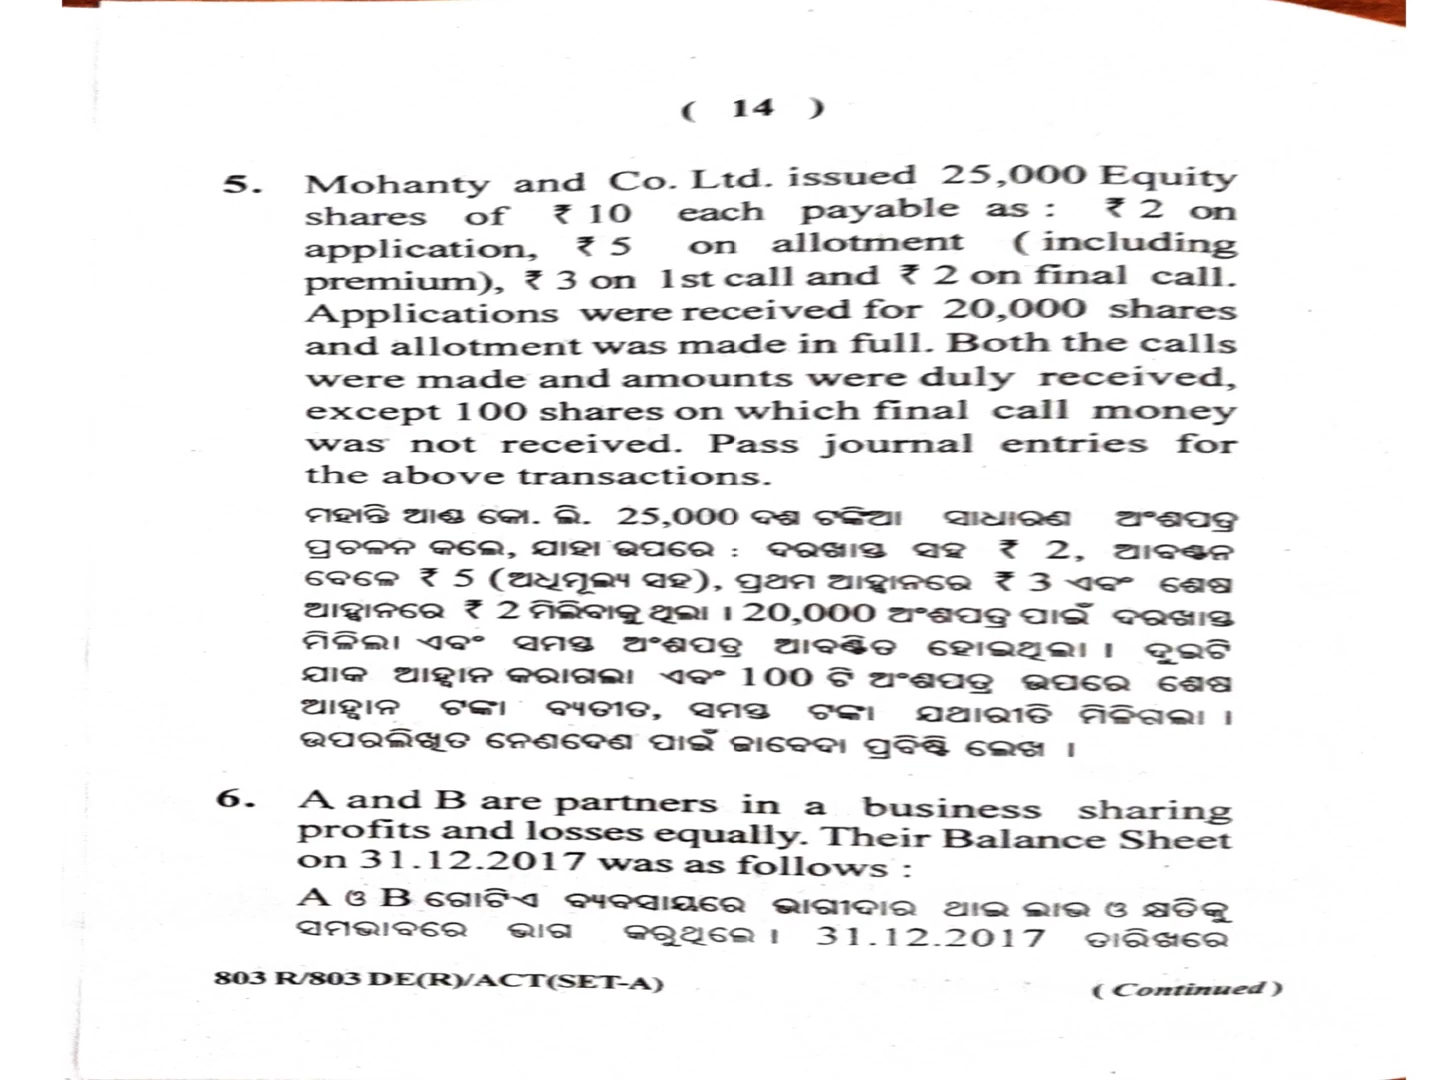 ( 14 )
5. Mohanty and Co. Ltd. issued 25,000 Equity
shares of ₹ 10 each payable as : ₹ 2 on
application, ₹ 5 on allotment ( including
premium), ₹ 3 on 1st call and ₹ 2 on final call.
Applications were received for 20,000 shares
and allotment was made in full. Both the calls
were made and amounts were duly received,
except 100 shares on which final call money
was not received. Pass journal entries for
the above transactions.
ମହାନ୍ତି ଆଣ୍ଡ କୋ. ଲି. 25,000 ଦଶ ଟଙ୍କିଆ ସାଧାରଣ ଅଂଶପତ୍ର
ପ୍ରଚଳନ କଲେ, ଯାହା ଉପରେ : ଦରଖାସ୍ତ ସହ ₹ 2, ଆବଣ୍ଟନ
ବେଳେ ₹ 5 (ଅଧିମୂଲ୍ୟ ସହ), ପ୍ରଥମ ଆହ୍ୱାନରେ ₹ 3 ଏବଂ ଶେଷ
ଆହ୍ୱାନରେ ₹ 2 ମିଳିବାକୁ ଥିଲା । 20,000 ଅଂଶପତ୍ର ପାଇଁ ଦରଖାସ୍ତ
ମିଳିଲା ଏବଂ ସମସ୍ତ ଅଂଶପତ୍ର ଆବଣ୍ଟିତ ହୋଇଥିଲା । ଦୁଇଟି
ଯାକ ଆହ୍ୱାନ କରାଗଲା ଏବଂ 100 ଟି ଅଂଶପତ୍ର ଉପରେ ଶେଷ
ଆହ୍ୱାନ ଟଙ୍କା ବ୍ୟତୀତ, ସମସ୍ତ ଟଙ୍କା ଯଥାରୀତି ମିଳିଗଲା ।
ଉପରଲିଖିତ ନେଣଦେଣ ପାଇଁ ଜାବେଦା ପ୍ରବିଷ୍ଟି ଲେଖ ।
6. A and B are partners in a business sharing
profits and losses equally. Their Balance Sheet
on 31.12.2017 was as follows :
A ଓ B ଗୋଟିଏ ବ୍ୟବସାୟରେ ଭାଗୀଦାର ଥାଇ ଲାଭ ଓ କ୍ଷତିକୁ
ସମଭାବରେ ଭାଗ କରୁଥିଲେ । 31.12.2017 ତାରିଖରେ
803 R/803 DE(R)/ACT(SET-A)
( Continued )